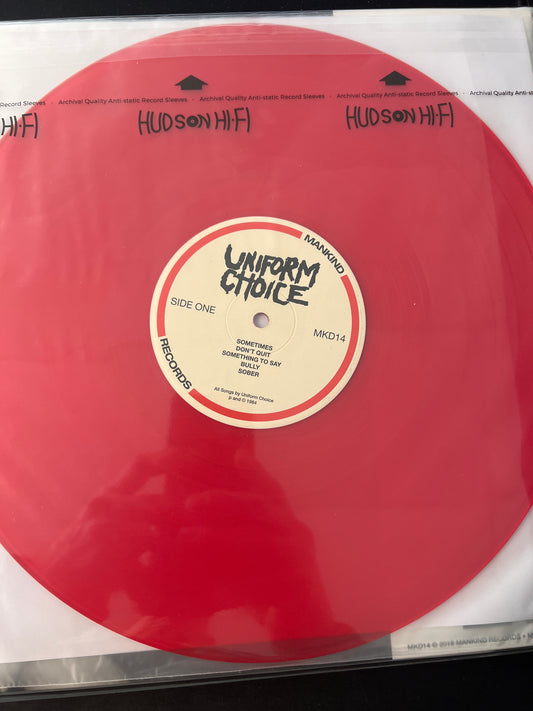 Record Sleeves - Archival Quality Anti-static Record Sleeves - Archival Quality Anti-static Record Sleeves - Archival Quality Anti-stati
HI-FI HUDSON HI-FI HUDSON HI-FI
MANKIND
UNIFORM
CHOICE
SIDE ONE
MKD14
SOMETIMES
DON'T QUIT
SOMETHING TO SAY
BULLY
SOBER
RECORDS
All Songs by Uniform Choice
p and © 1984
MKD14 © 2018 MANKIND RECORDS • M